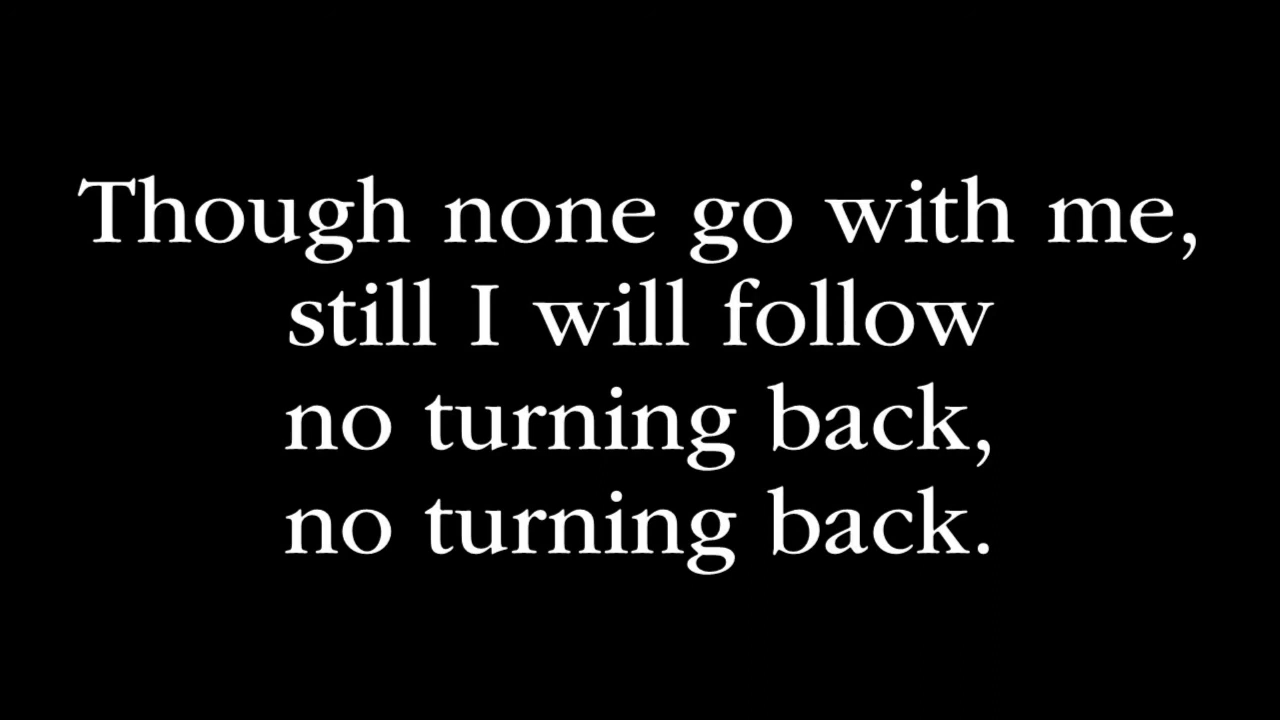 Though none go with me,
still I will follow
no turning back,
no turning back.